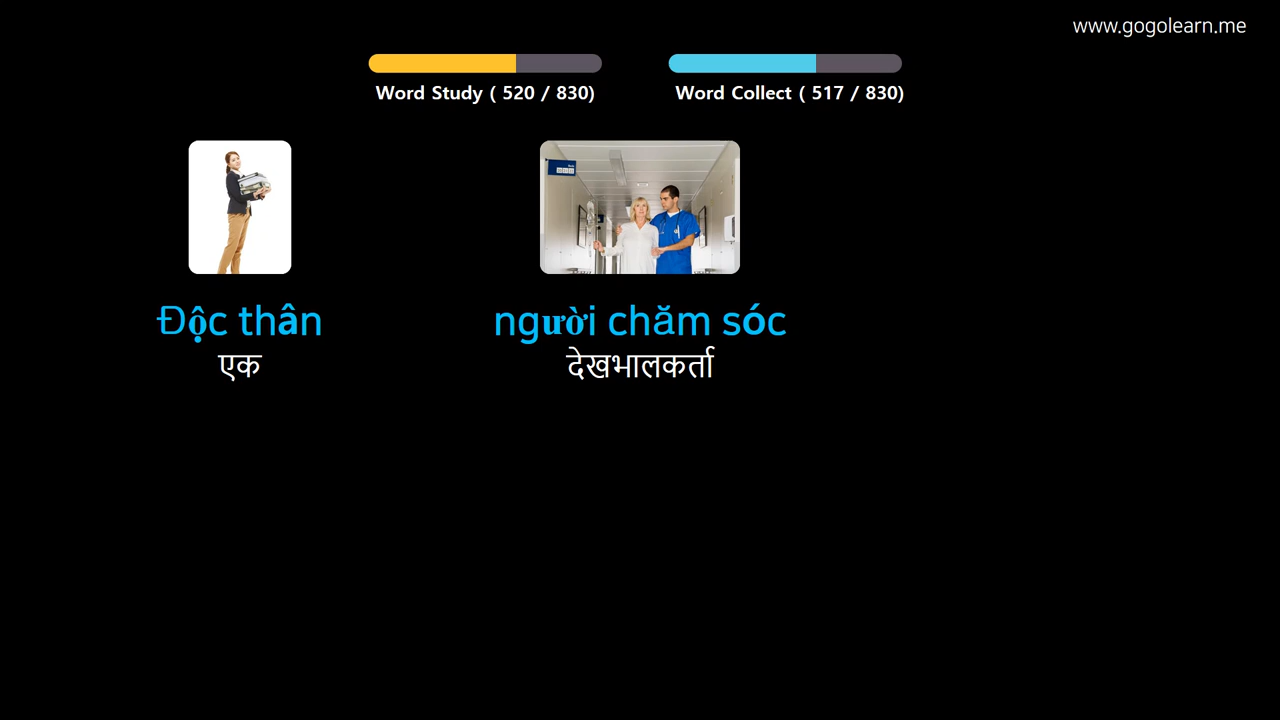 www.gogolearn.me
Word Study ( 520 / 830)
Word Collect ( 517 / 830)
Độc thân
người chăm sóc
एक
देखभालकर्ता